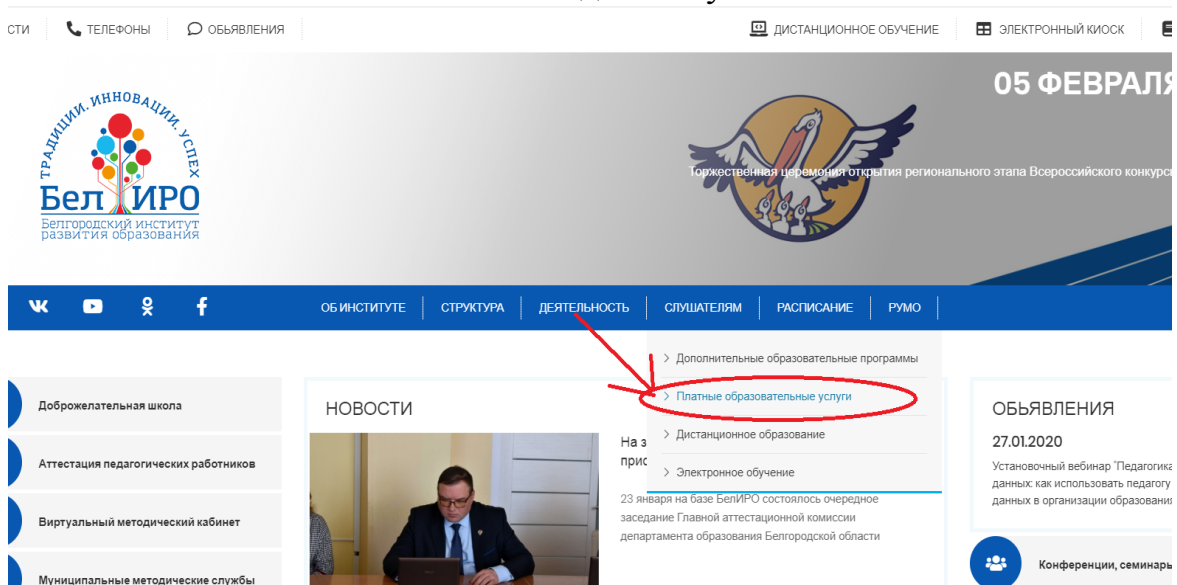 ТЕЛЕФОНЫ
ОБЬЯВЛЕНИЯ
ДИСТАНЦИОННОЕ ОБУЧЕНИЕ
ЭЛЕКТРОННЫЙ КИОСК
05 ФЕВРАЛЯ
ТРАДИЦИИ. ИННОВАЦИИ. УСПЕХ
БелИРО
Белгородский институт
развития образования
Торжественная церемония открытия регионального этапа Всероссийского конкурс
ОБ ИНСТИТУТЕ
СТРУКТУРА
ДЕЯТЕЛЬНОСТЬ
СЛУШАТЕЛЯМ
РАСПИСАНИЕ
РУМО
> Дополнительные образовательные программы
> Платные образовательные услуги
> Дистанционное образование
> Электронное обучение
Доброжелательная школа
Аттестация педагогических работников
Виртуальный методический кабинет
Муниципальные методические службы
НОВОСТИ
На з
прис
23 января на базе БелИРО состоялось очередное
заседание Главной аттестационной комиссии
департамента образования Белгородской области
ОБЬЯВЛЕНИЯ
27.01.2020
Установочный вебинар "Педагогика
данных: как использовать педагогу
данных в организации образования
Конференции, семинары